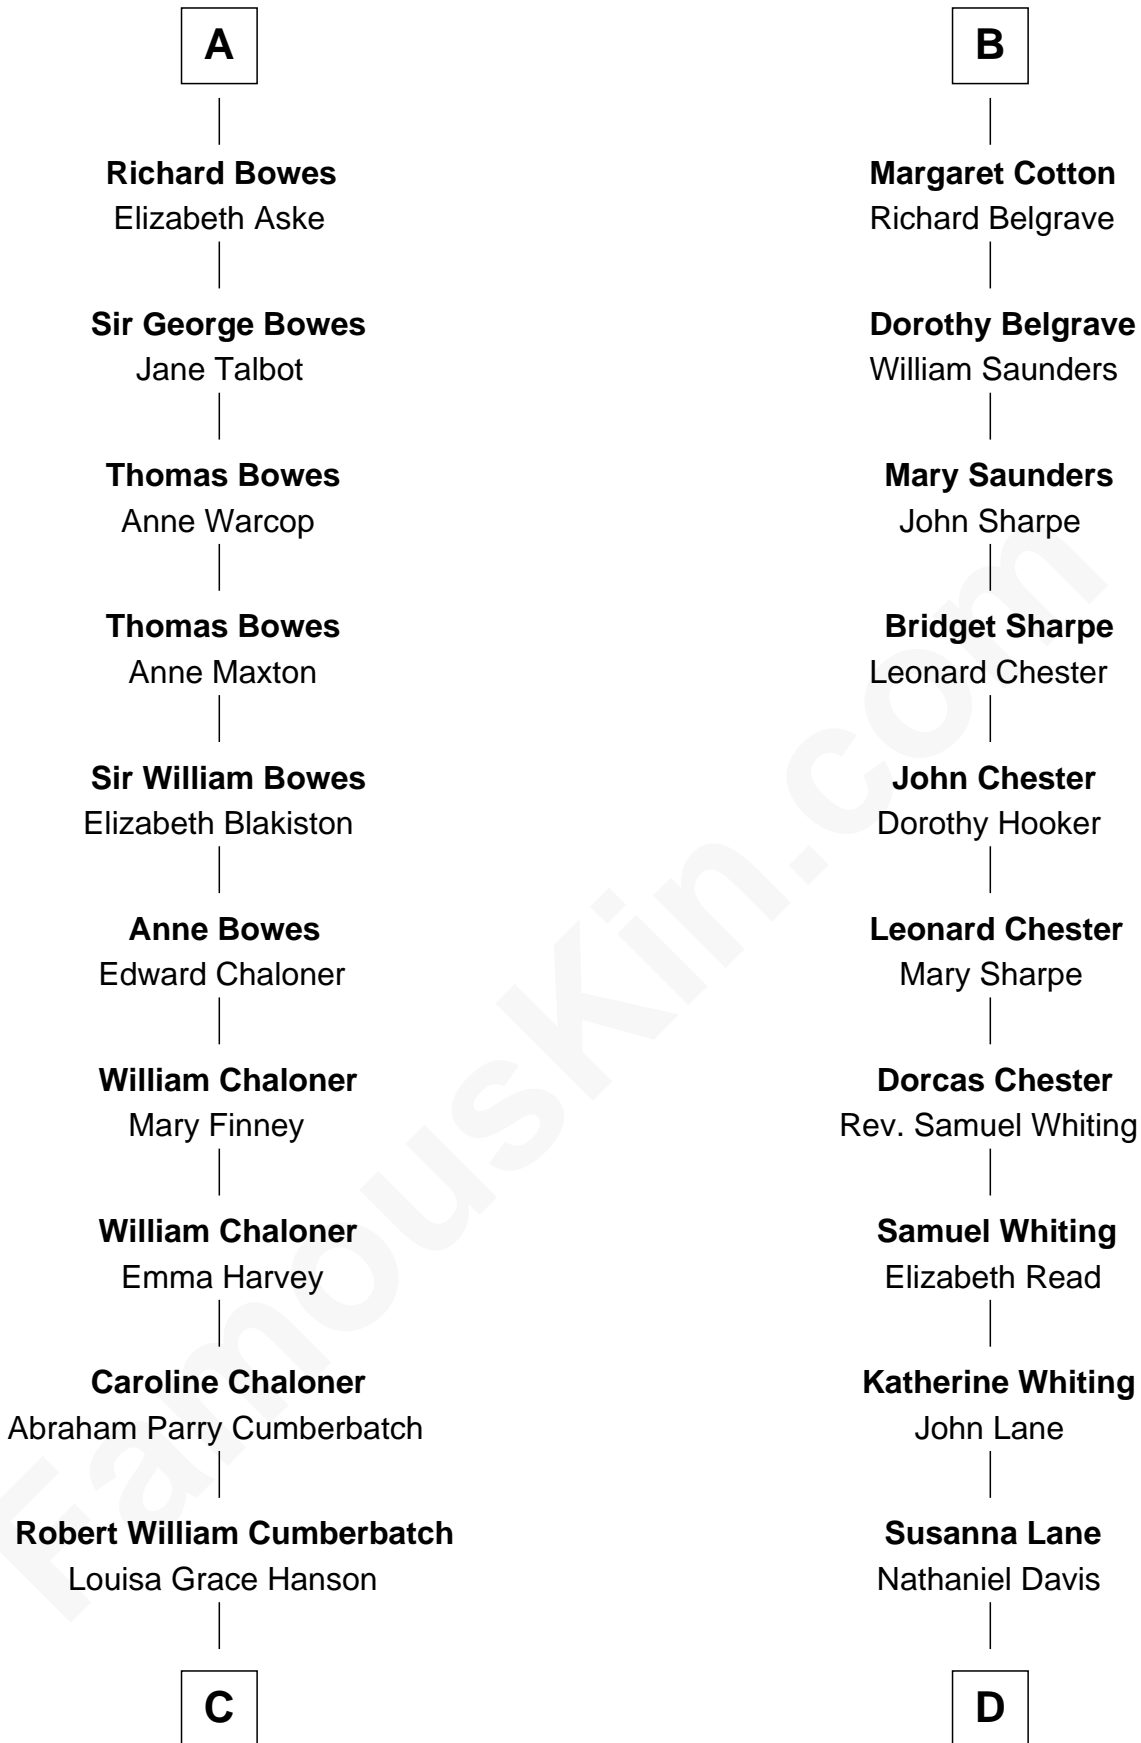 A
Richard Bowes
Elizabeth Aske
Sir George Bowes
Jane Talbot
Thomas Bowes
Anne Warcop
Thomas Bowes
Anne Maxton
Sir William Bowes
Elizabeth Blakiston
Anne Bowes
Edward Chaloner
William Chaloner
Mary Finney
William Chaloner
Emma Harvey
Caroline Chaloner
Abraham Parry Cumberbatch
Robert William Cumberbatch
Louisa Grace Hanson
C
B
Margaret Cotton
Richard Belgrave
Dorothy Belgrave
William Saunders
Mary Saunders
John Sharpe
Bridget Sharpe
Leonard Chester
John Chester
Dorothy Hooker
Leonard Chester
Mary Sharpe
Dorcas Chester
Rev. Samuel Whiting
Samuel Whiting
Elizabeth Read
Katherine Whiting
John Lane
Susanna Lane
Nathaniel Davis
D
FamousKin.com